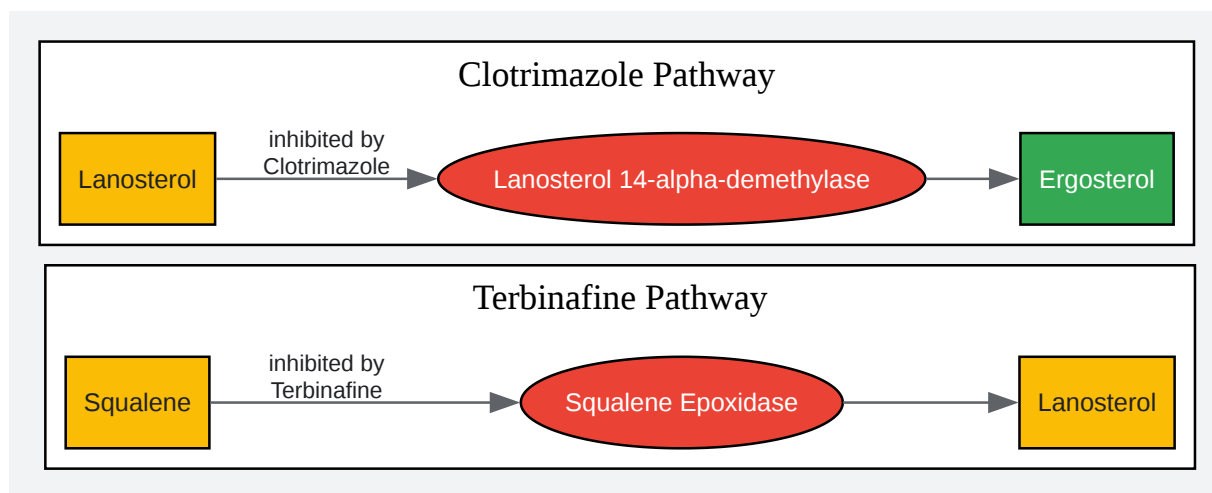 Clotrimazole Pathway
Lanosterol
inhibited by
Clotrimazole
Lanosterol 14-alpha-demethylase
Ergosterol
Terbinafine Pathway
Squalene
inhibited by
Terbinafine
Squalene Epoxidase
Lanosterol